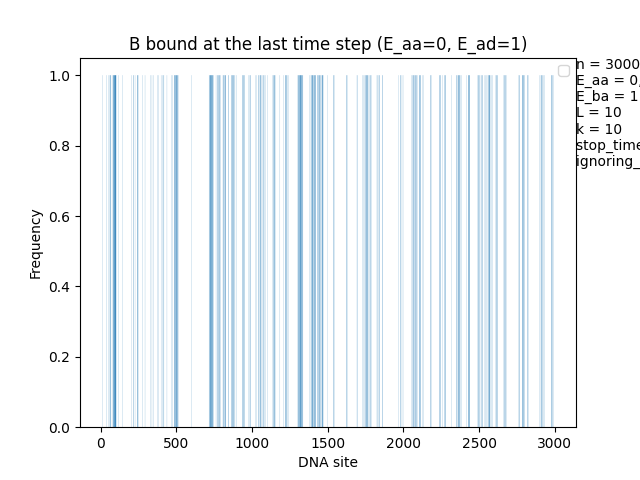 B bound at the last time step (E_aa=0, E_ad=1)
n = 3000
E_aa = 0,
E_ba = 1
L = 10
k = 10
stop_time
ignoring_
1.0
0.8
0.6
0.4
0.2
0.0
Frequency
0 500 1000 1500 2000 2500 3000
DNA site